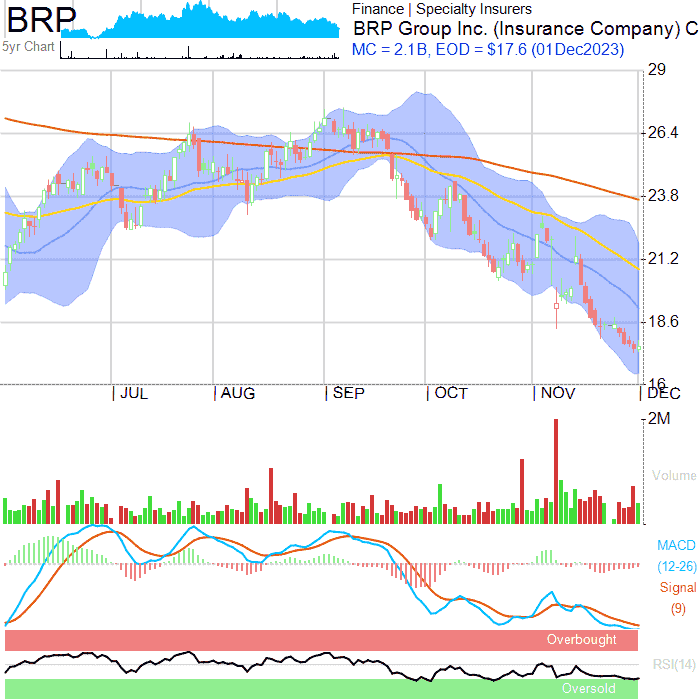 BRP
5yr Chart
Finance | Specialty Insurers
BRP Group Inc. (Insurance Company) C
MC = 2.1B, EOD = $17.6 (01Dec2023)
29
26.4
23.8
21.2
18.6
16
JUL AUG SEP OCT NOV DEC
2M
Volume
MACD
(12-26)
Signal
(9)
Overbought
RSI(14)
Oversold